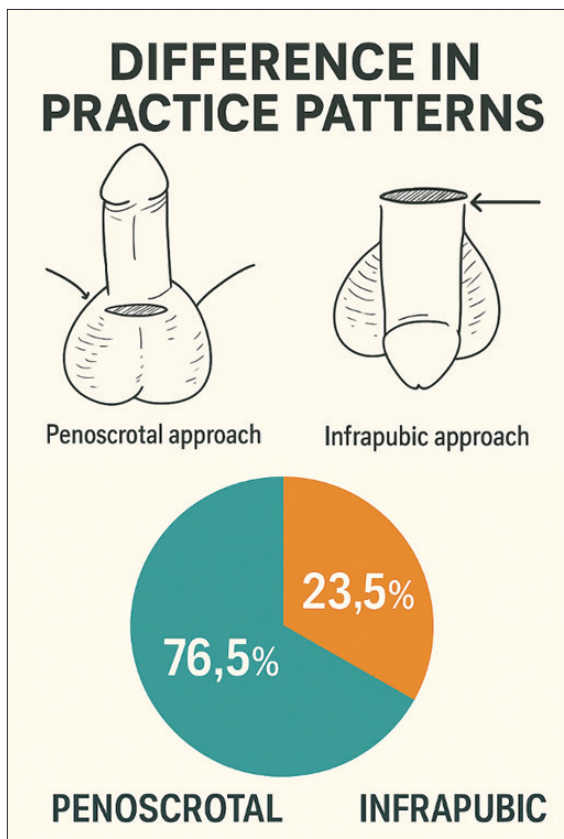 DIFFERENCE IN
PRACTICE PATTERNS
Penoscrotal approach
Infrapubic approach
23,5%
76,5%
PENOSCROTAL
INFRAPUBIC